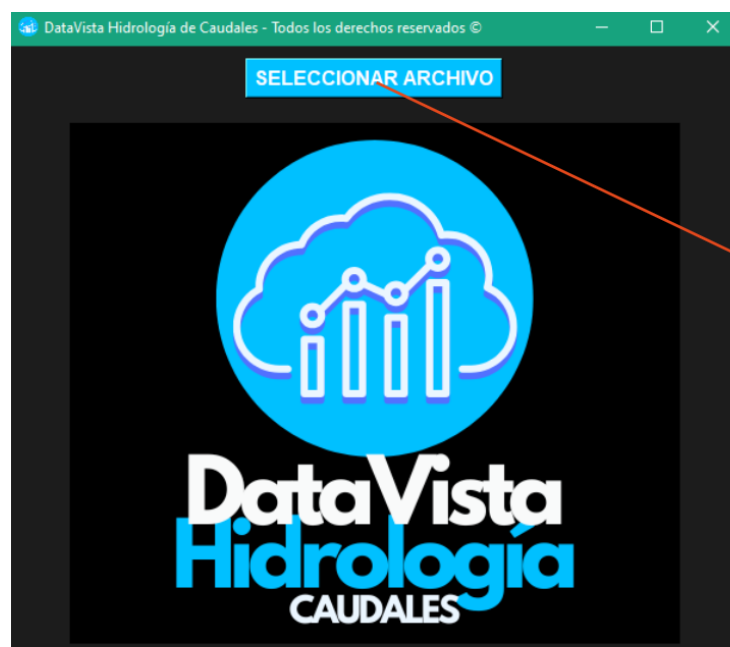 DataVista Hidrología de Caudales - Todos los derechos reservados ©
SELECCIONAR ARCHIVO
DataVista
Hidrología
CAUDALES